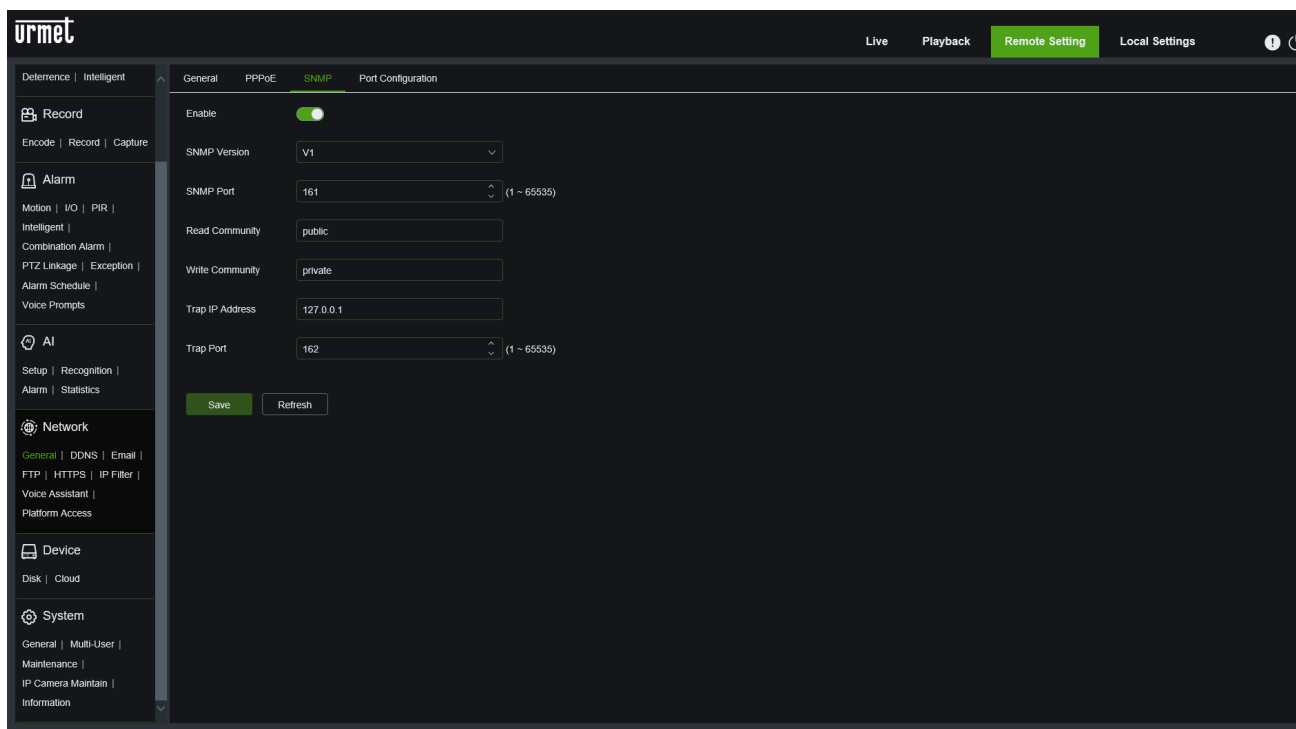 urmet
Live Playback Remote Setting Local Settings
Deterrence | Intelligent
Record
Encode | Record | Capture
Alarm
Motion | I/O | PIR |
Intelligent |
Combination Alarm |
PTZ Linkage | Exception |
Alarm Schedule |
Voice Prompts
AI
Setup | Recognition |
Alarm | Statistics
Network
General | DDNS | Email |
FTP | HTTPS | IP Filter |
Voice Assistant |
Platform Access
Device
Disk | Cloud
System
General | Multi-User |
Maintenance |
IP Camera Maintain |
Information
General PPPoE SNMP Port Configuration
Enable
SNMP Version V1
SNMP Port 161 (1 ~ 65535)
Read Community public
Write Community private
Trap IP Address 127.0.0.1
Trap Port 162 (1 ~ 65535)
Save Refresh